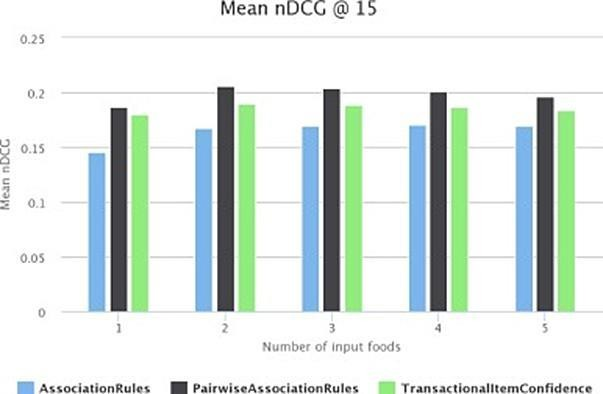 Mean nDCG @ 15
0.25
0.2
0.15
0.1
0.05
0
Mean nDCG
1 2 3 4 5
Number of input foods
AssociationRules PairwiseAssociationRules TransactionalItemConfidence